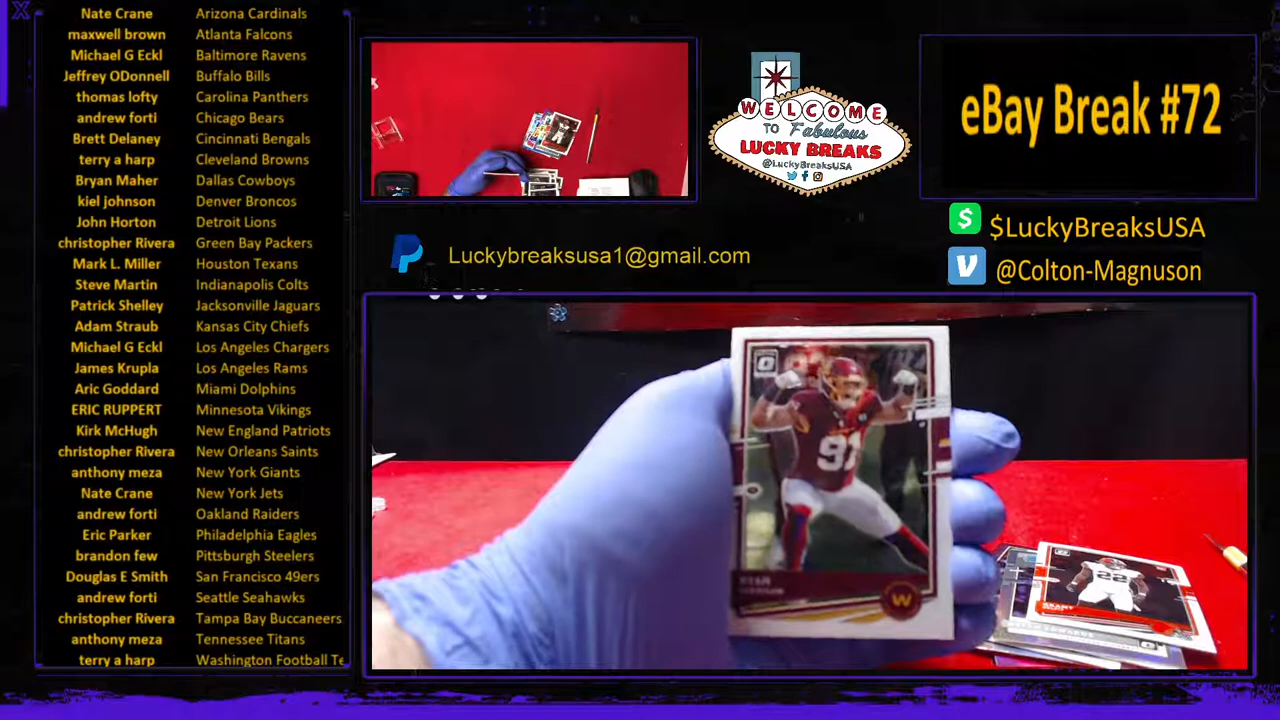 Nate Crane Arizona Cardinals
maxwell brown Atlanta Falcons
Michael G Eckl Baltimore Ravens
Jeffrey ODonnell Buffalo Bills
thomas lofty Carolina Panthers
andrew forti Chicago Bears
Brett Delaney Cincinnati Bengals
terry a harp Cleveland Browns
Bryan Maher Dallas Cowboys
kiel johnson Denver Broncos
John Horton Detroit Lions
christopher Rivera Green Bay Packers
Mark L. Miller Houston Texans
Steve Martin Indianapolis Colts
Patrick Shelley Jacksonville Jaguars
Adam Straub Kansas City Chiefs
Michael G Eckl Los Angeles Chargers
James Krupla Los Angeles Rams
Aric Goddard Miami Dolphins
ERIC RUPPERT Minnesota Vikings
Kirk McHugh New England Patriots
christopher Rivera New Orleans Saints
anthony meza New York Giants
Nate Crane New York Jets
andrew forti Oakland Raiders
Eric Parker Philadelphia Eagles
brandon few Pittsburgh Steelers
Douglas E Smith San Francisco 49ers
andrew forti Seattle Seahawks
christopher Rivera Tampa Bay Buccaneers
anthony meza Tennessee Titans
terry a harp Washington Football Te
WELCOME
TO Fabulous
LUCKY BREAKS
@LuckyBreaksUSA
eBay Break #72
Luckybreaksusa1@gmail.com
$LuckyBreaksUSA
@Colton-Magnuson
91
W
22